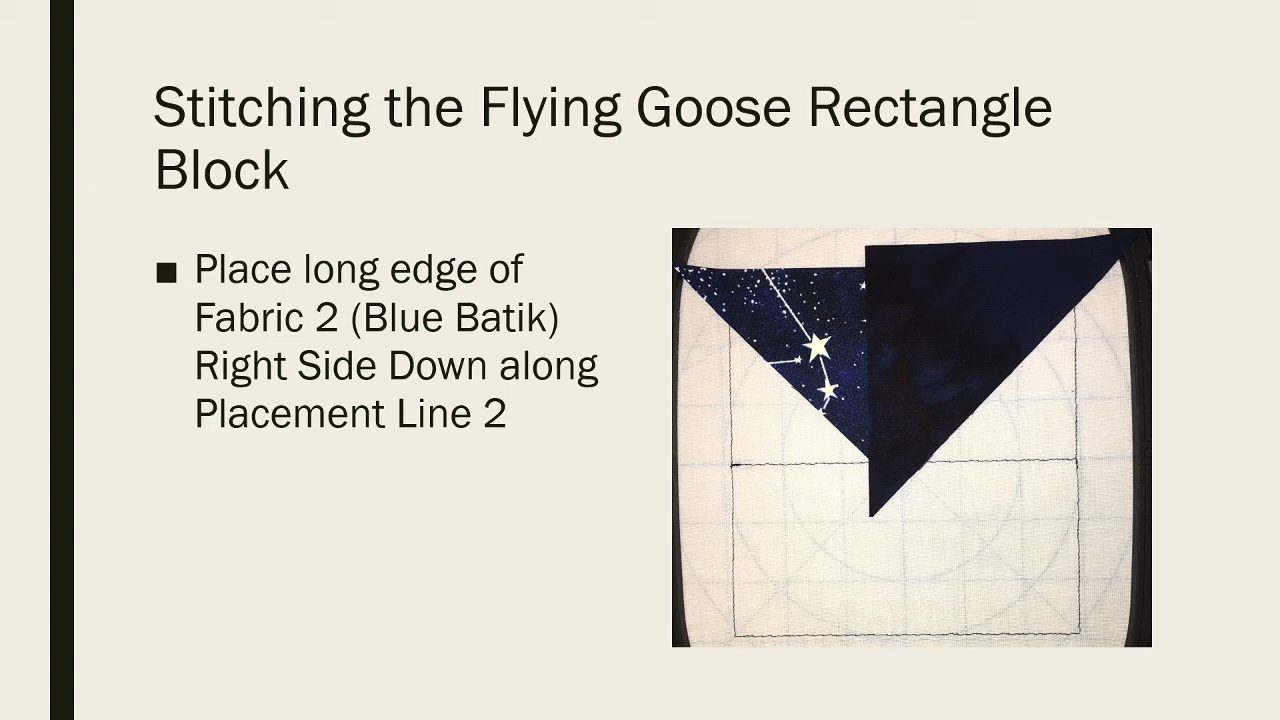 Stitching the Flying Goose Rectangle
Block
■ Place long edge of
Fabric 2 (Blue Batik)
Right Side Down along
Placement Line 2